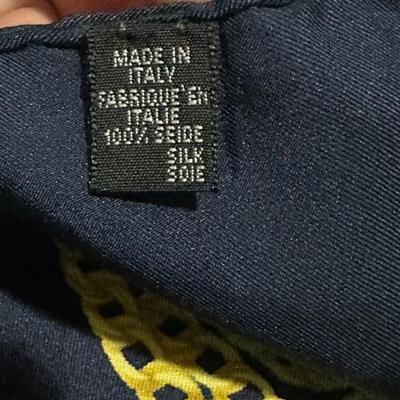 MADE IN
ITALY
FABRIQUE'EN
ITALIE
100% SEIDE
SILK
SOIE